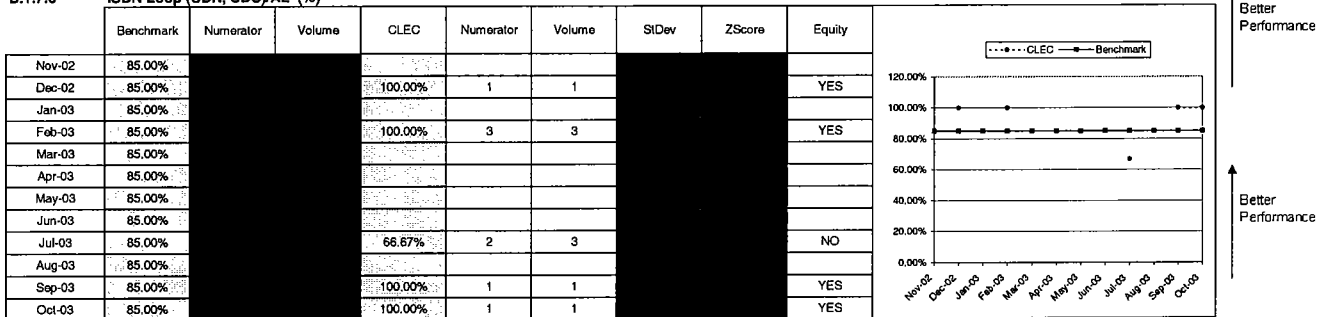 ISDN Loop (UDN, UDC)/AL (%)
Benchmark Numerator Volume CLEC Numerator Volume StDev ZScore Equity
Nov-02 85.00%
Dec-02 85.00% 100.00% 1 1 YES
Jan-03 85.00%
Feb-03 85.00% 100.00% 3 3 YES
Mar-03 85.00%
Apr-03 85.00%
May-03 85.00%
Jun-03 85.00%
Jul-03 85.00% 66.67% 2 3 NO
Aug-03 85.00%
Sep-03 85.00% 100.00% 1 1 YES
Oct-03 85.00% 100.00% 1 1 YES
CLEC Benchmark
120.00%
100.00%
80.00%
60.00%
40.00%
20.00%
0.00%
Nov-02 Dec-02 Jan-03 Feb-03 Mar-03 Apr-03 May-03 Jun-03 Jul-03 Aug-03 Sep-03 Oct-03
Better
Performance
Better
Performance